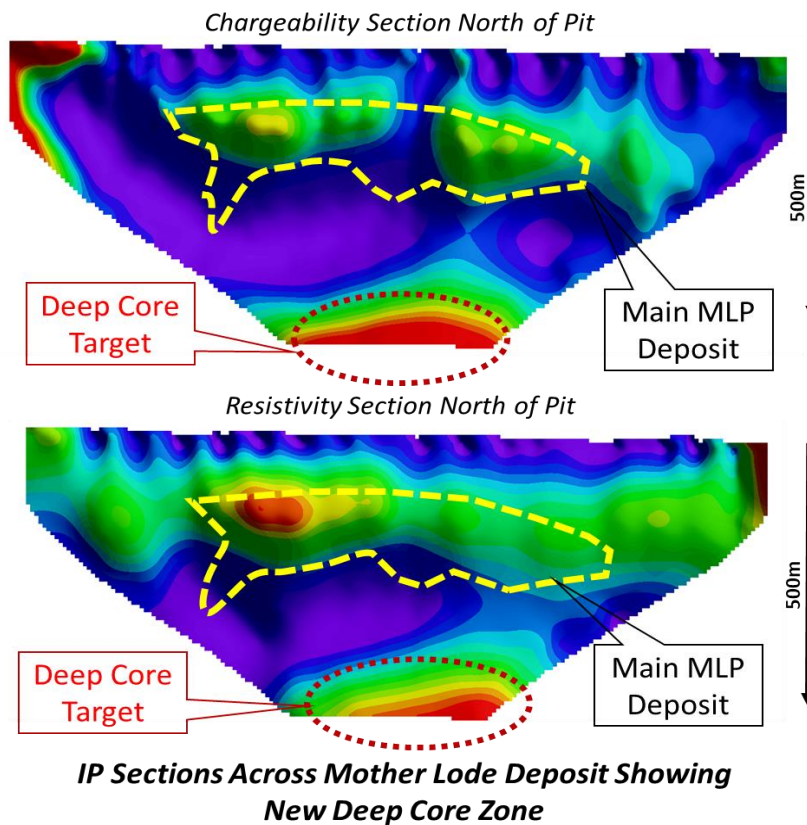 Chargeability Section North of Pit
500m
Deep Core
Target
Main MLP
Deposit
Resistivity Section North of Pit
500m
Deep Core
Target
Main MLP
Deposit
IP Sections Across Mother Lode Deposit Showing
New Deep Core Zone